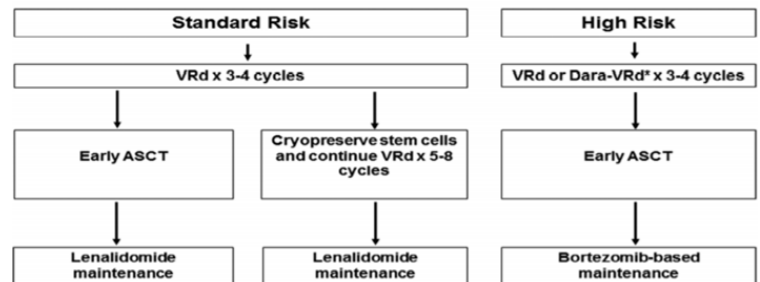 Standard Risk
High Risk
VRd x 3-4 cycles
VRd or Dara-VRd* x 3-4 cycles
Early ASCT
Cryopreserve stem cells
and continue VRd x 5-8
cycles
Early ASCT
Lenalidomide
maintenance
Lenalidomide
maintenance
Bortezomib-based
maintenance